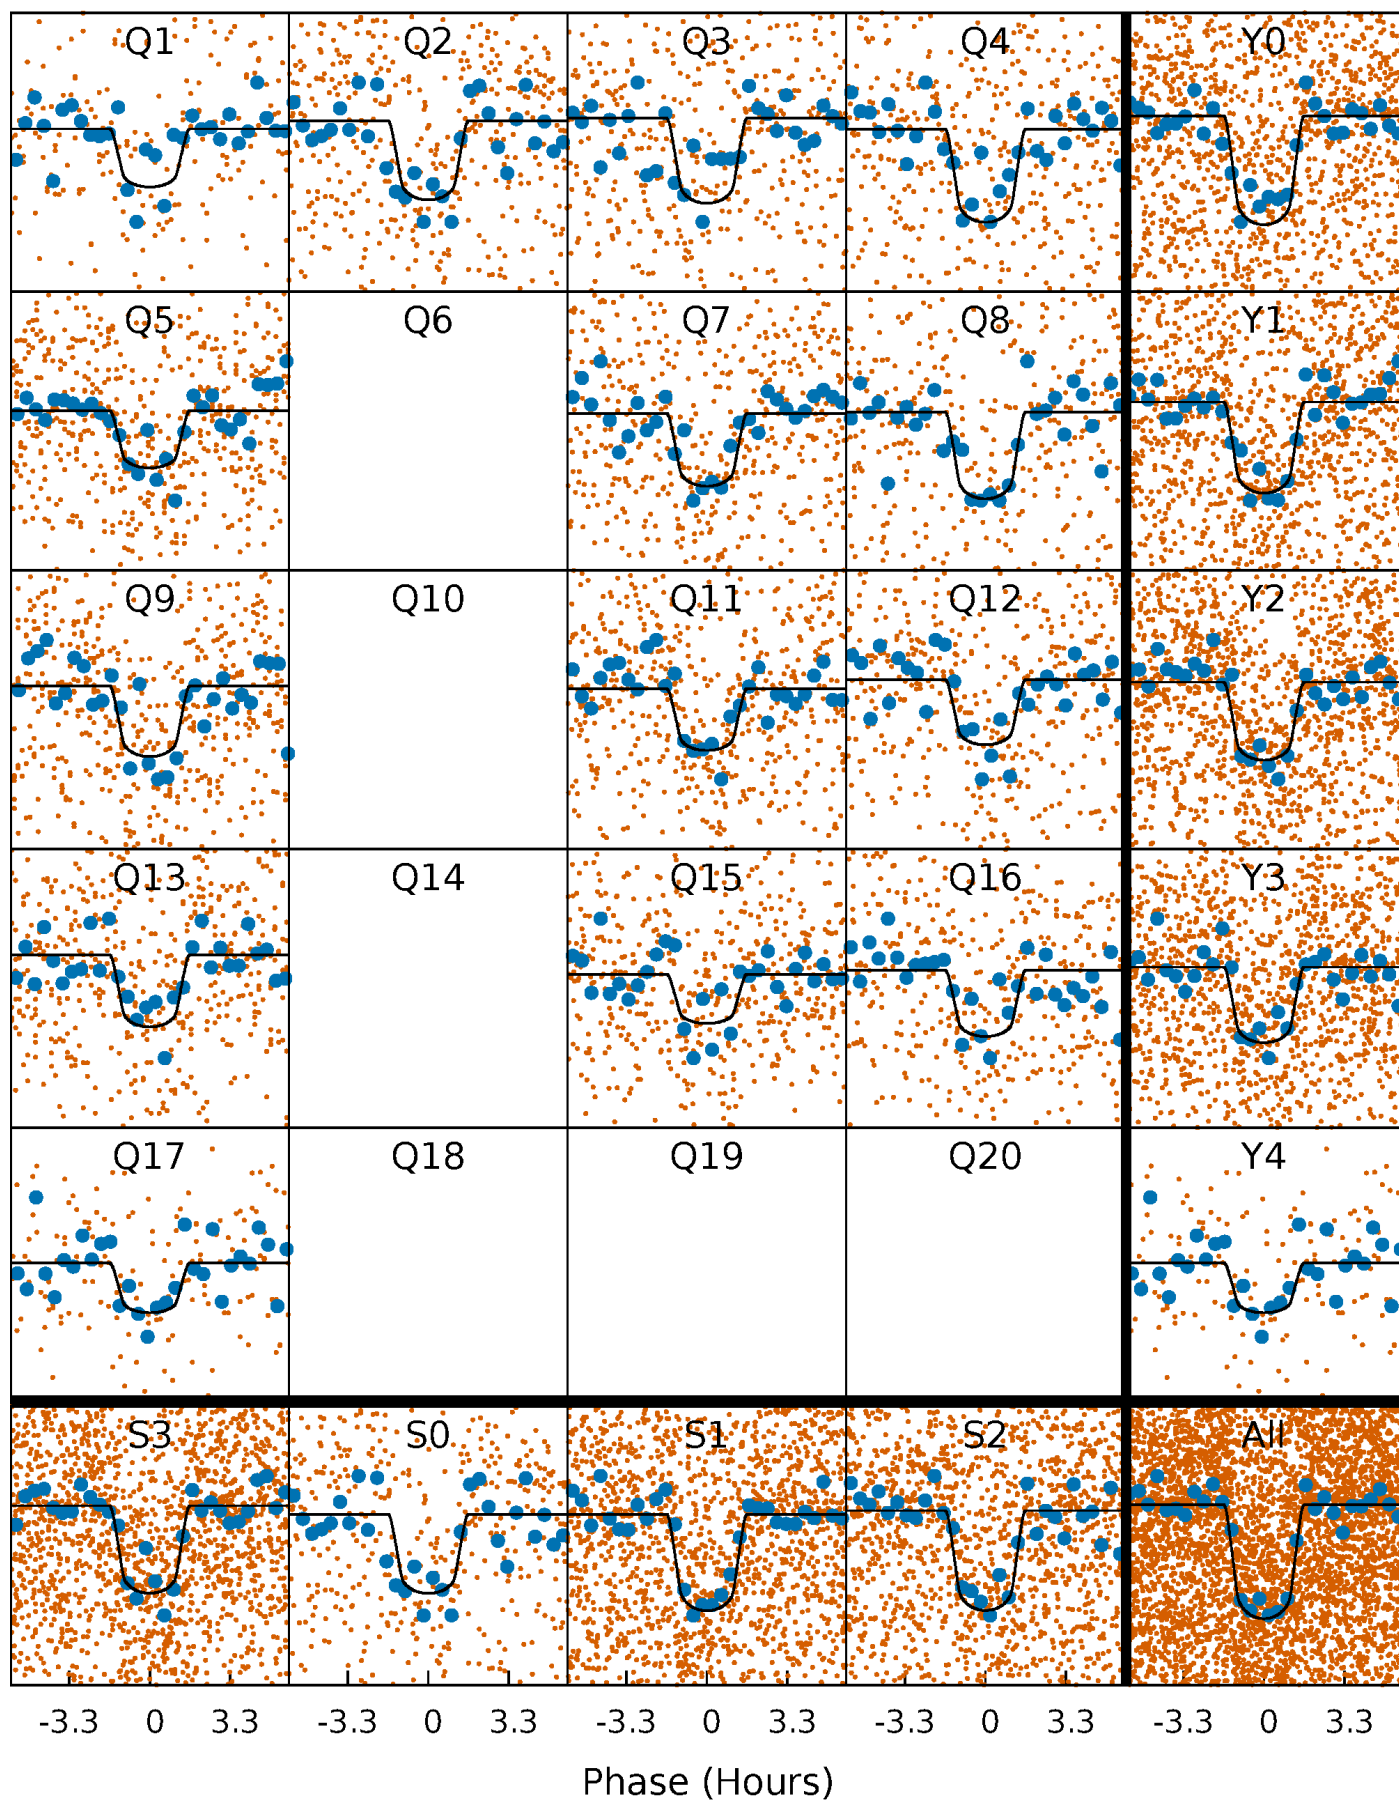 Q1 Q2 Q3 Q4 Y0
Q5 Q6 Q7 Q8 Y1
Q9 Q10 Q11 Q12 Y2
Q13 Q14 Q15 Q16 Y3
Q17 Q18 Q19 Q20 Y4
S3 S0 S1 S2 All
-3.3 0 3.3 -3.3 0 3.3 -3.3 0 3.3 -3.3 0 3.3 -3.3 0 3.3
Phase (Hours)